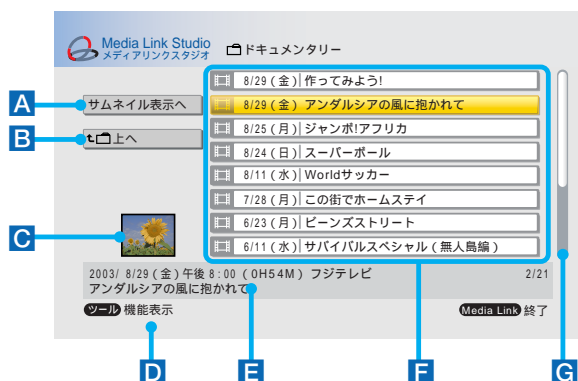 Media Link Studio
メディアリンクスタジオ
ドキュメンタリー
8/29(金) 作ってみよう!
A サムネイル表示へ
8/29(金) アンダルシアの風に抱かれて
8/25(月) ジャンボ!アフリカ
B 上へ
8/24(日) スーパーボール
8/11(水) Worldサッカー
7/28(月) この街でホームステイ
6/23(月) ビーンズストリート
C
6/11(水) サバイバルスペシャル(無人島編)
2003/ 8/29(金)午後 8:00 (0H54M) フジテレビ 2/21
アンダルシアの風に抱かれて
ツール 機能表示 Media Link 終了
D E F G